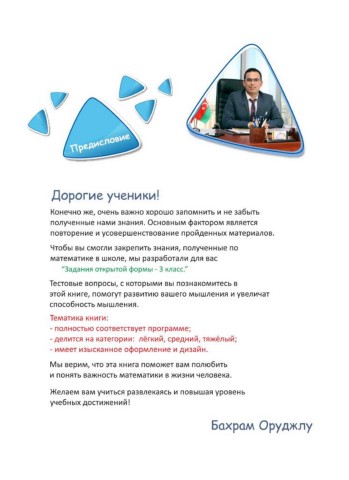 Предисловие
Дорогие ученики!
Конечно же, очень важно хорошо запомнить и не забыть
полученные нами знания. Основным фактором является
повторение и усовершенствование пройденных материалов.
Чтобы вы смогли закрепить знания, полученные по
математике в школе, мы разработали для вас
“Задания открытой формы - 3 класс.”
Тестовые вопросы, с которыми вы познакомитесь в
этой книге, помогут развитию вашего мышления и увеличат
способность мышления.
Тематика книги:
- полностью соответствует программе;
- делится на категории: лёгкий, средний, тяжёлый;
- имеет изысканное оформление и дизайн.
Мы верим, что эта книга поможет вам полюбить
и понять важность математики в жизни человека.
Желаем вам учиться развлекаясь и повышая уровень
учебных достижений!
Бахрам Оруджлу